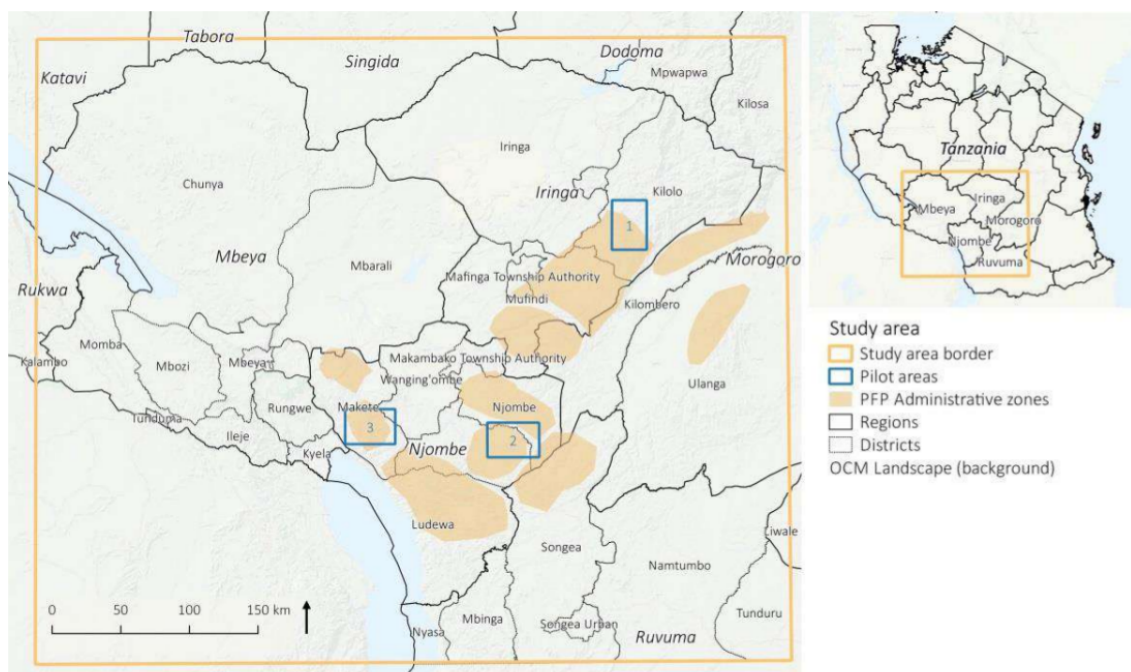 Tabora
Singida
Dodoma
Mpwapwa
Katavi
Kilosa
Iringa
Chunya
Iringa
Kilolo
1
Mbeya
Mbarali
Morogoro
Mafinga Township Authority
Rukwa
Mufindi
Kilombero
Momba
Makambako Township Authority
Kalambo
Mbozi
Mbeya
Wanging'ombe
Ulanga
Makete
Njombe
Rungwe
Tunduma
3
2
Ileje
Njombe
Kyela
Ludewa
Liwale
Songea
Namtumbo
0 50 100 150 km
Mbinga
Tunduru
Songea Urban
Nyasa
Ruvuma
Tanzania
Mbeya
Iringa
Morogoro
Njombe
Ruvuma
Study area
Study area border
Pilot areas
PFP Administrative zones
Regions
Districts
OCM Landscape (background)